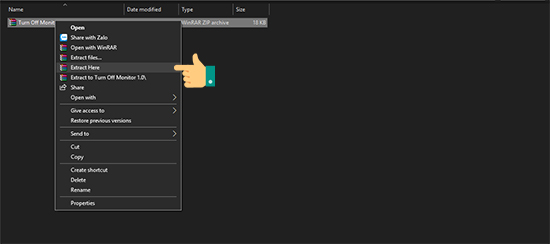 Name Date modified Type Size
Turn Off Monit WinRAR ZIP archive 18 KB
Open
Share with Zalo
Open with WinRAR
Extract files...
Extract Here
Extract to Turn Off Monitor 1.0\
Share
Open with
Give access to
Restore previous versions
Send to
Cut
Copy
Create shortcut
Delete
Rename
Properties